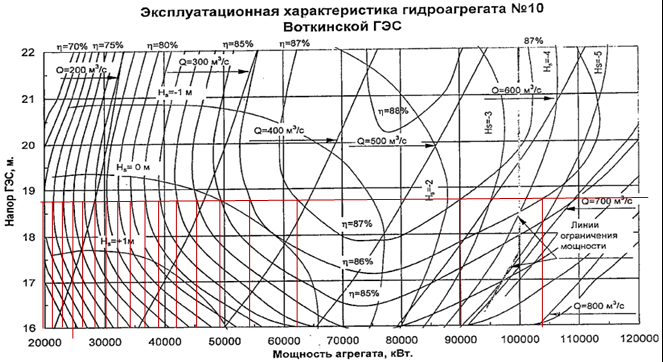 Эксплуатационная характеристика гидроагрегата №10
Воткинской ГЭС
η=70% η=75% η=80% η=85% η=87% 87%
22
Q=200 м³/с
Q=300 м³/с
Hs=-4
Hs=-5
Hs=-1 м
Q=600 м³/с
21
η=88%
Hs=-3
Q=400 м³/с
Q=500 м³/с
20
Напор ГЭС, м.
Hs= 0 м
Hs=-2
19
Q=700 м³/с
η=87%
Линии
ограничения
мощности
18
Hs=+1м
η=86%
17
η=85%
Q=800 м³/с
16
20000 30000 40000 50000 60000 70000 80000 90000 100000 110000 120000
Мощность агрегата, кВт.